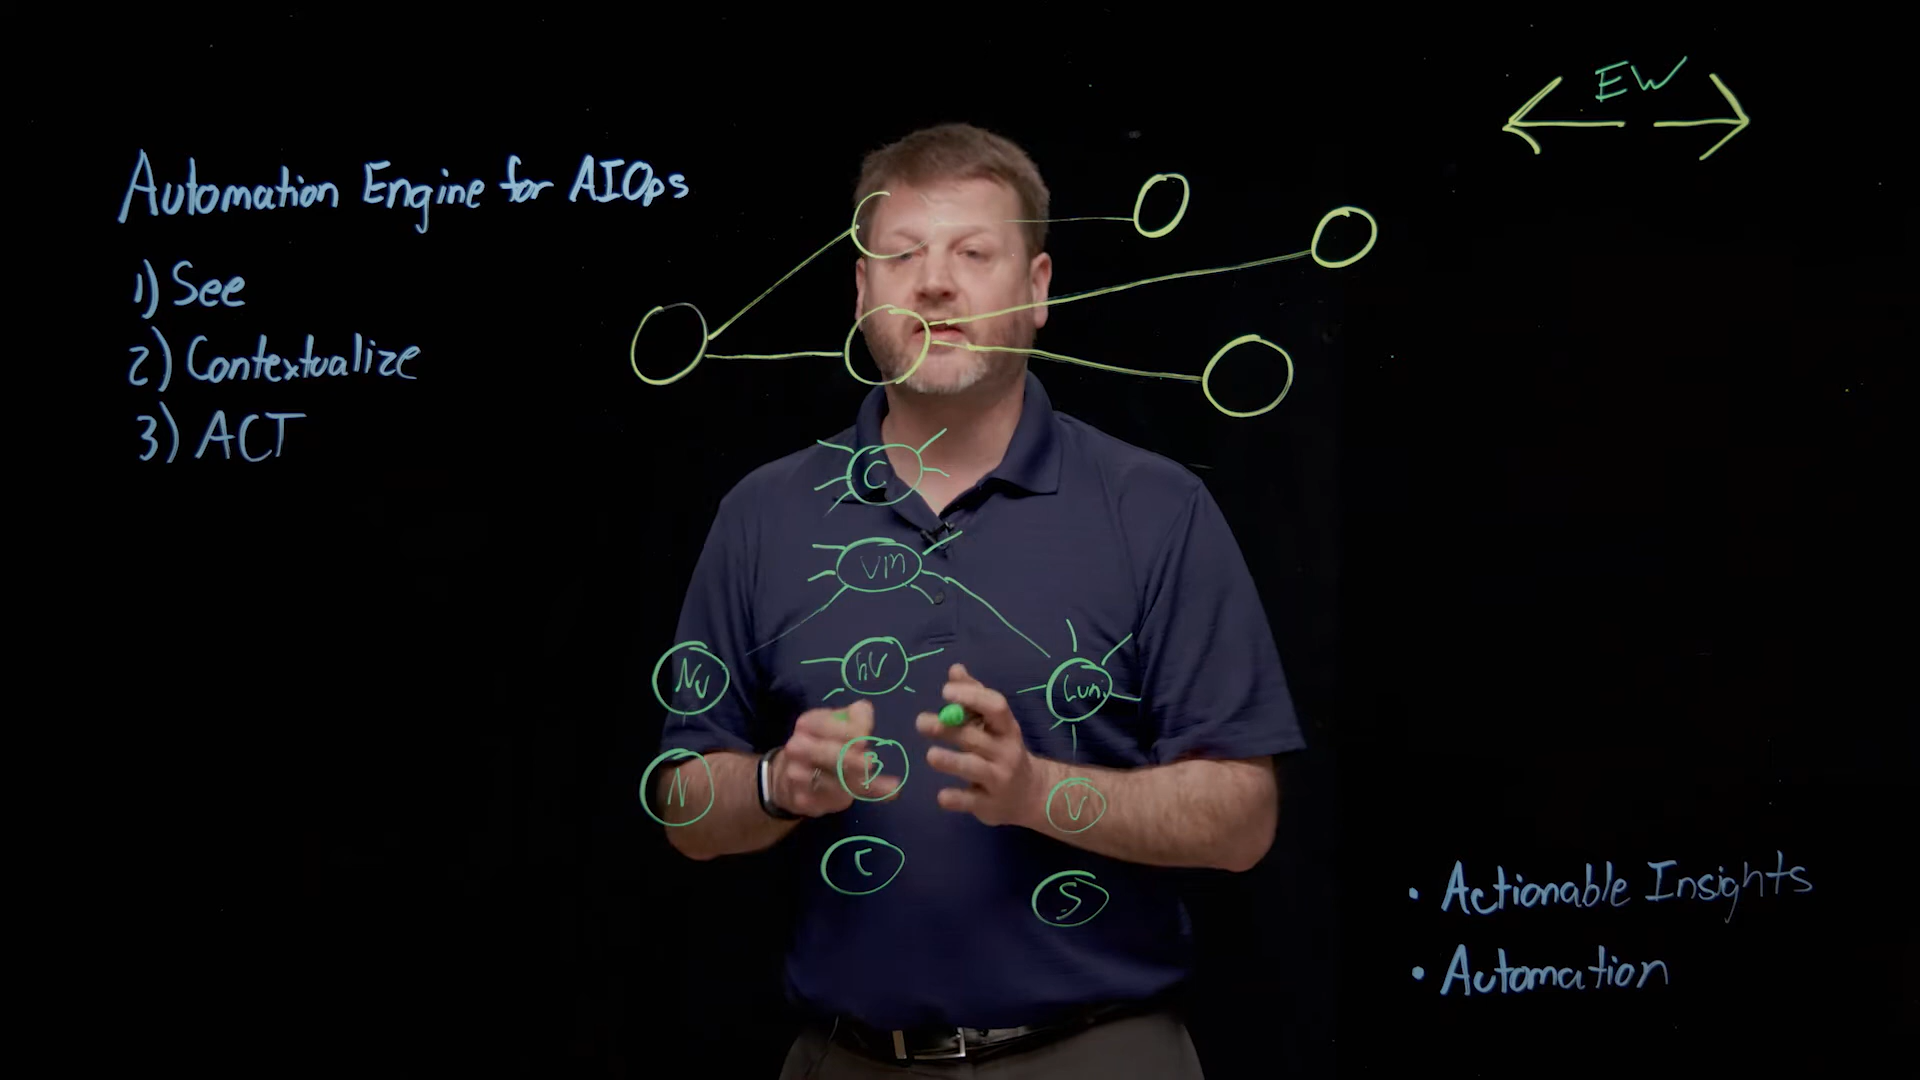 EW
Automation Engine for AIOps
1) See
2) Contextualize
3) ACT
C
VM
Nv
hV
Lun.
N
B
V
C
S
• Actionable Insights
• Automation